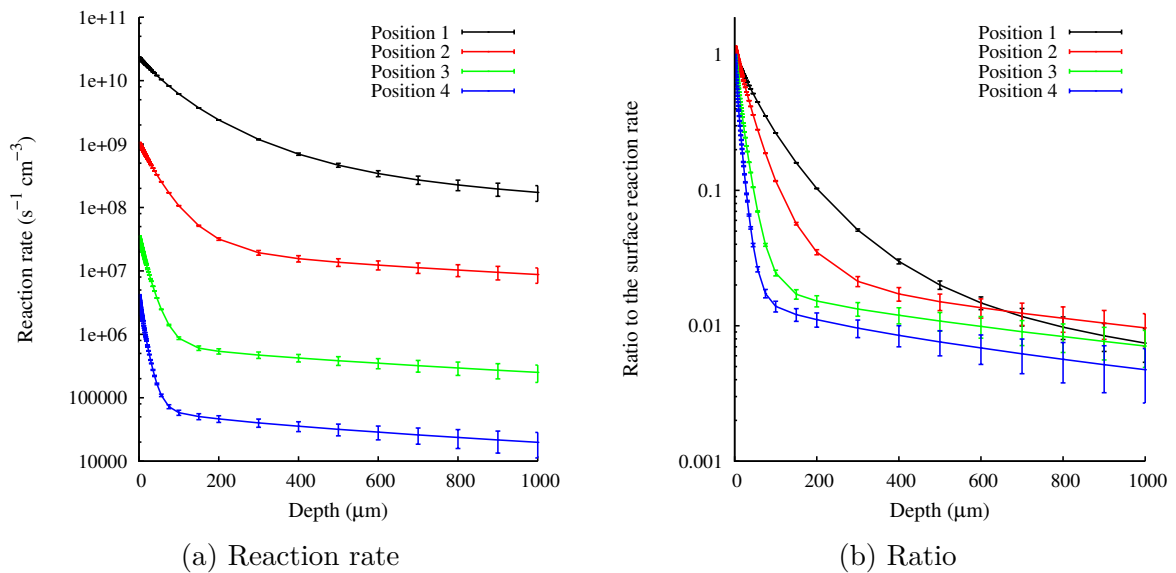 1e+11
1e+10
1e+09
1e+08
1e+07
1e+06
100000
10000
Reaction rate (s⁻¹ cm⁻³)
Position 1
Position 2
Position 3
Position 4
0 200 400 600 800 1000
Depth (μm)
(a) Reaction rate
1
0.1
0.01
0.001
Ratio to the surface reaction rate
Position 1
Position 2
Position 3
Position 4
0 200 400 600 800 1000
Depth (μm)
(b) Ratio